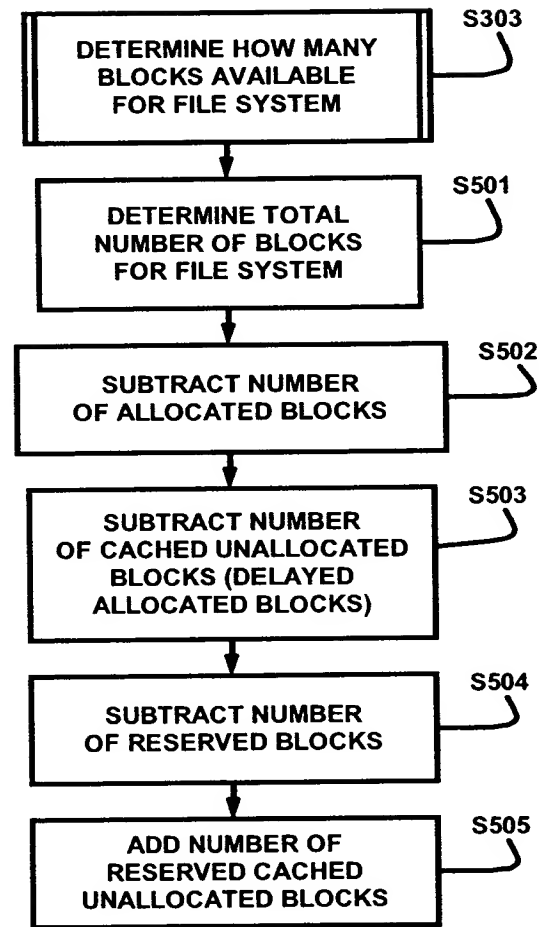 S303
DETERMINE HOW MANY
BLOCKS AVAILABLE
FOR FILE SYSTEM
S501
DETERMINE TOTAL
NUMBER OF BLOCKS
FOR FILE SYSTEM
S502
SUBTRACT NUMBER
OF ALLOCATED BLOCKS
S503
SUBTRACT NUMBER
OF CACHED UNALLOCATED
BLOCKS (DELAYED
ALLOCATED BLOCKS)
S504
SUBTRACT NUMBER
OF RESERVED BLOCKS
S505
ADD NUMBER OF
RESERVED CACHED
UNALLOCATED BLOCKS